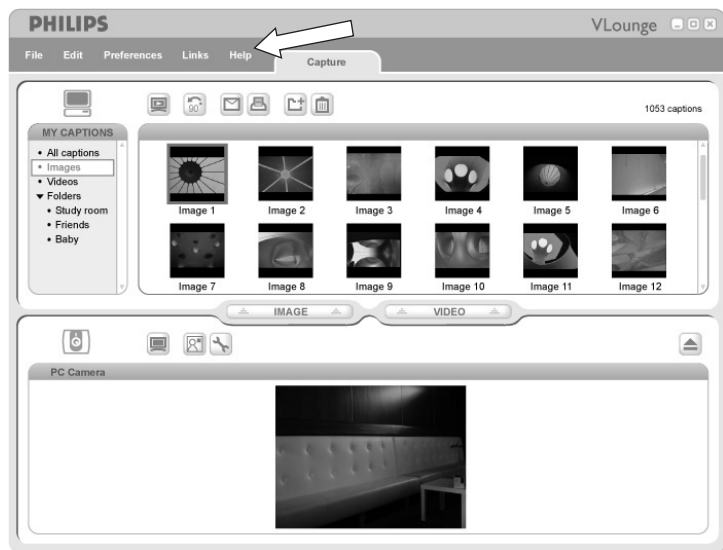 PHILIPS
VLounge
File Edit Preferences Links Help
Capture
90°
1053 captions
MY CAPTIONS
• All captions
• Images
• Videos
▼ Folders
• Study room
• Friends
• Baby
Image 1 Image 2 Image 3 Image 4 Image 5 Image 6
Image 7 Image 8 Image 9 Image 10 Image 11 Image 12
IMAGE VIDEO
PC Camera